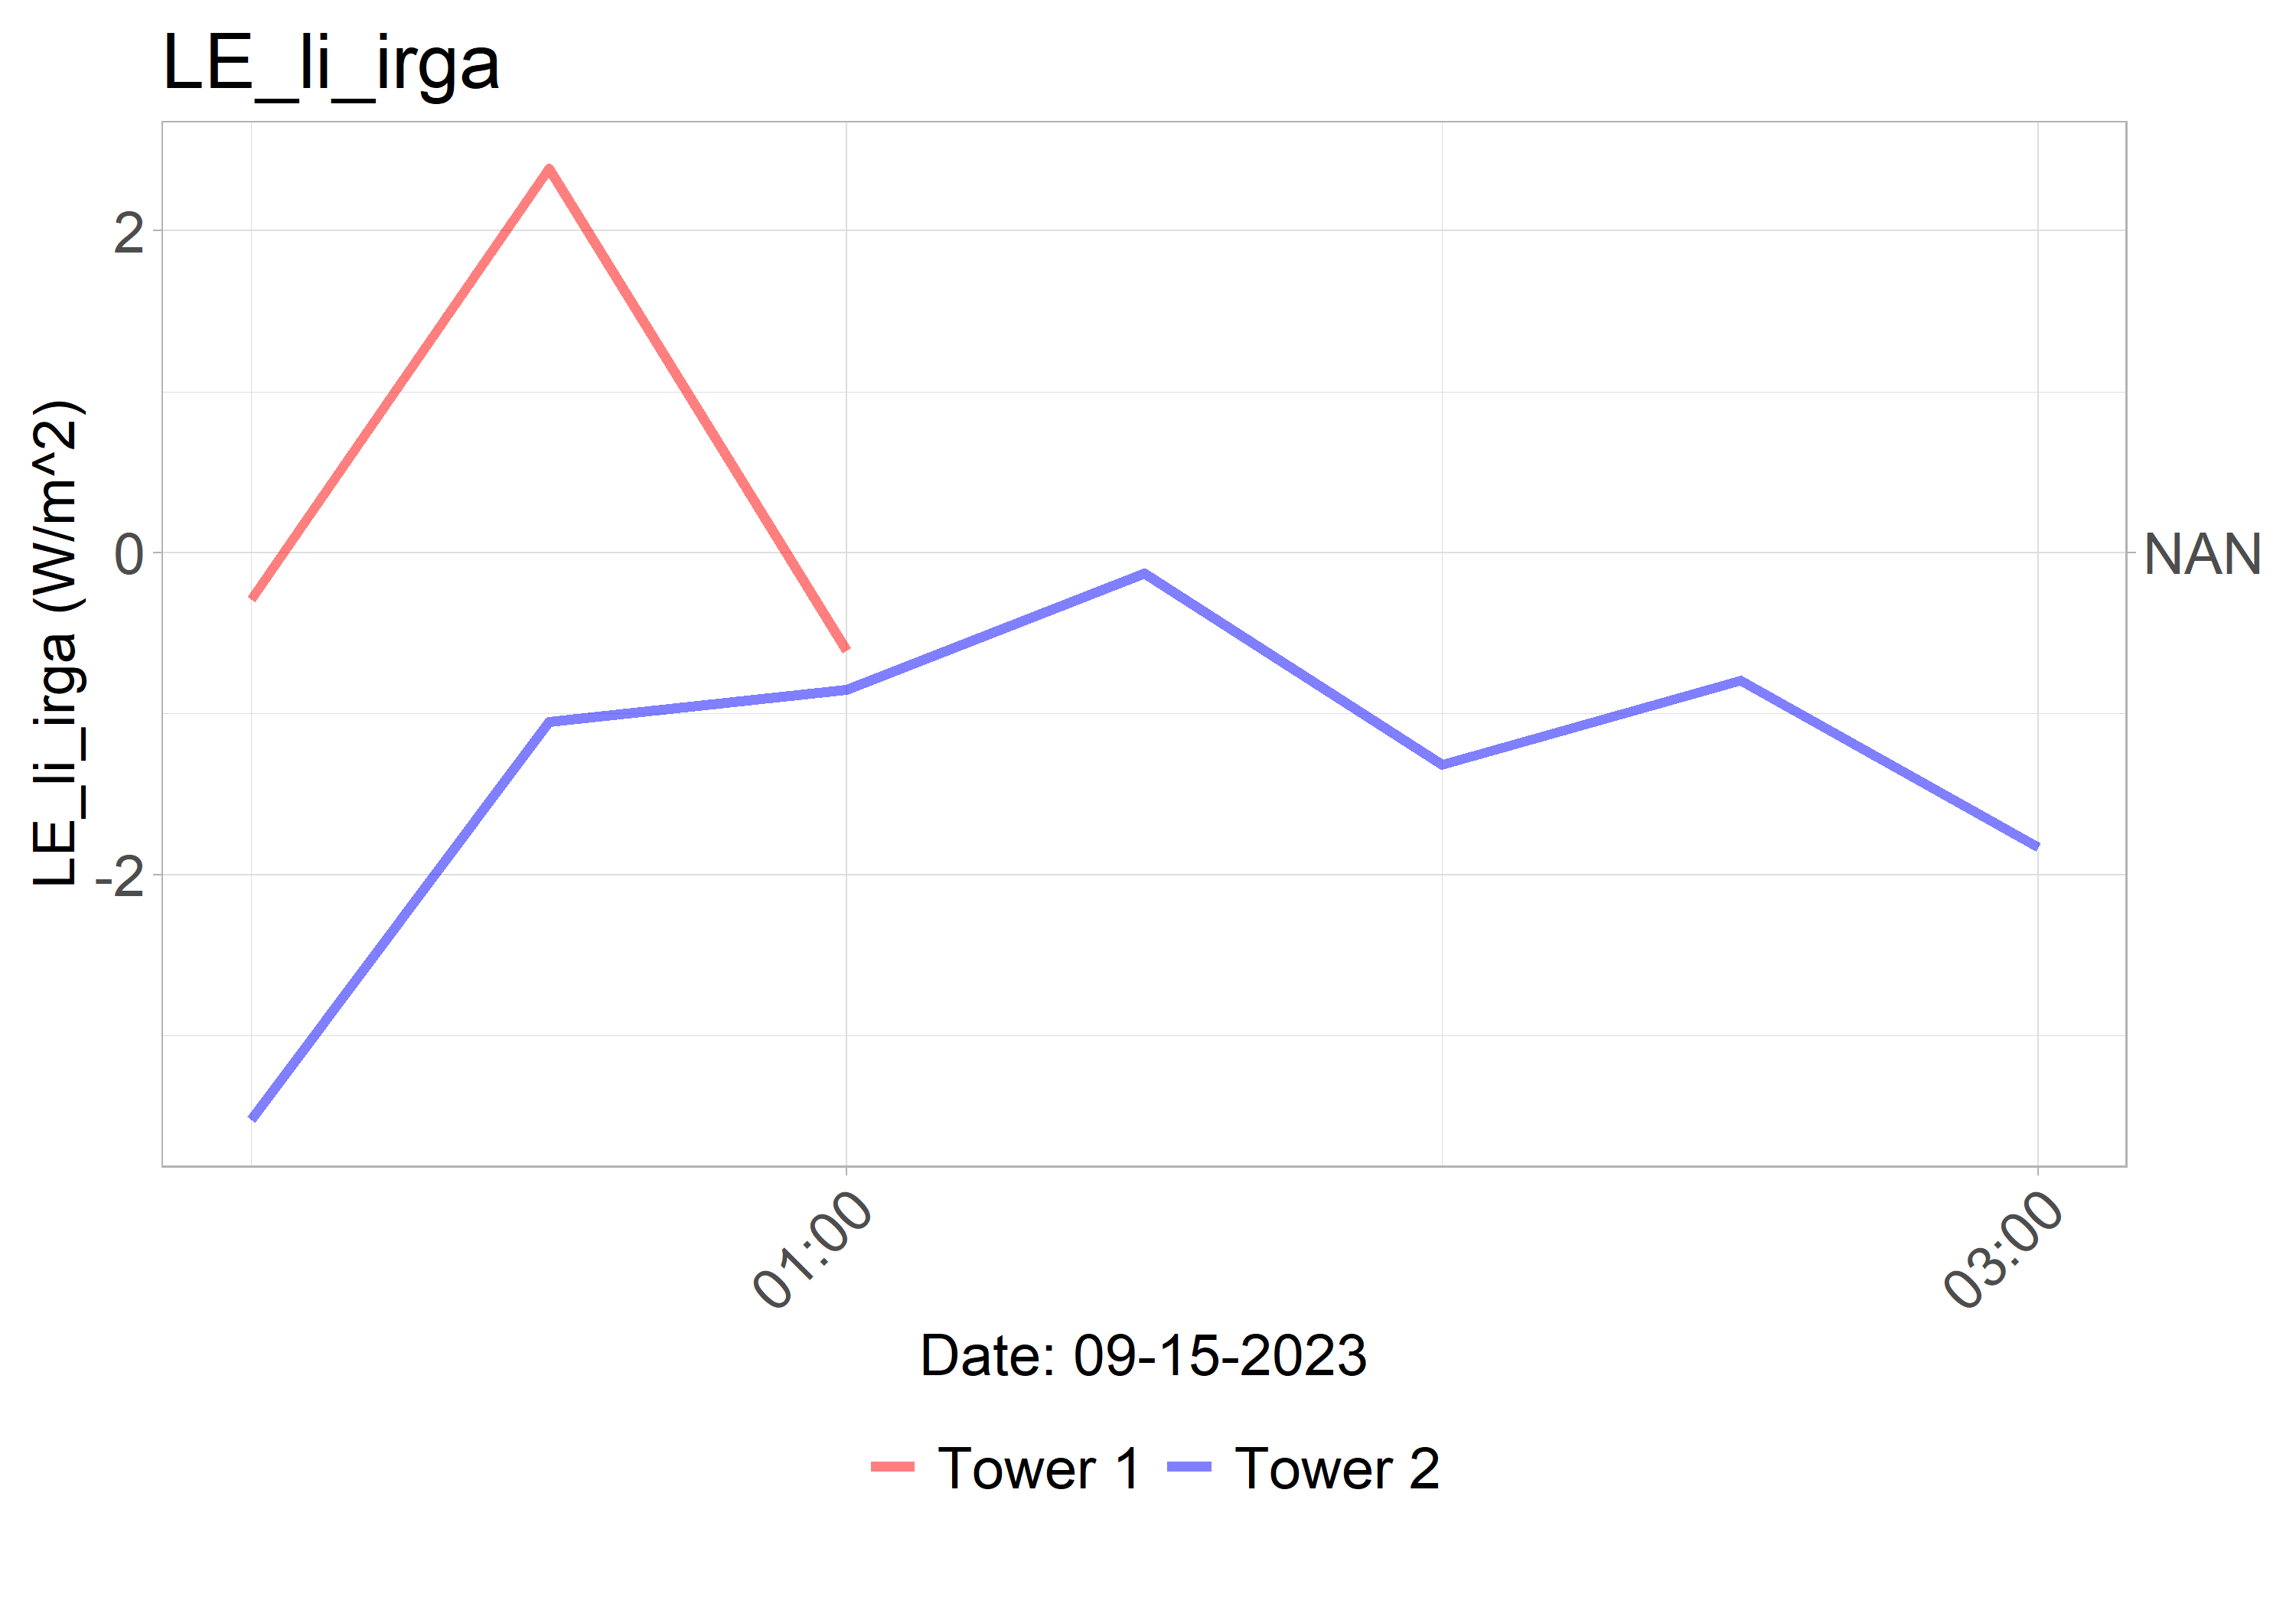 LE_li_irga
LE_li_irga (W/m^2)
2
0
-2
NAN
01:00
03:00
Date: 09-15-2023
Tower 1
Tower 2